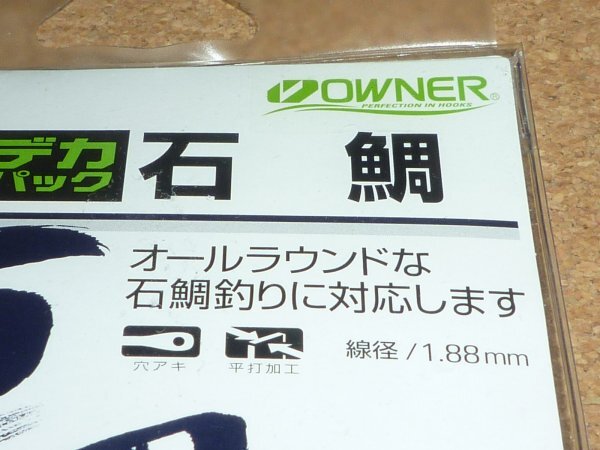 OWNER®
PERFECTION IN HOOKS
デカ
パック
石 鯛
オールラウンドな
石鯛釣りに対応します
穴アキ
平打加工
線径/1.88mm